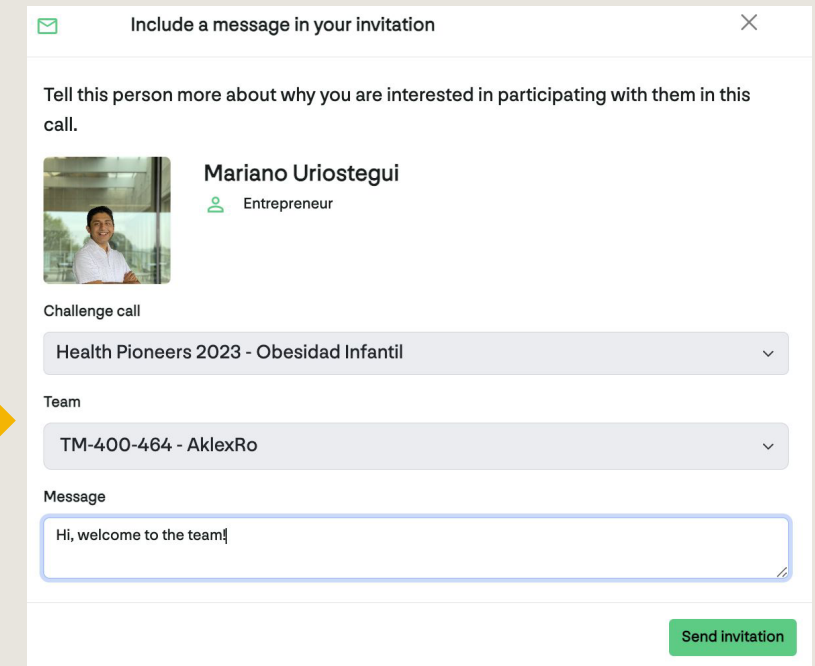 Include a message in your invitation
Tell this person more about why you are interested in participating with them in this
call.
Mariano Uriostegui
Entrepreneur
Challenge call
Health Pioneers 2023 - Obesidad Infantil
Team
TM-400-464 - AklexRo
Message
Hi, welcome to the team!
Send invitation